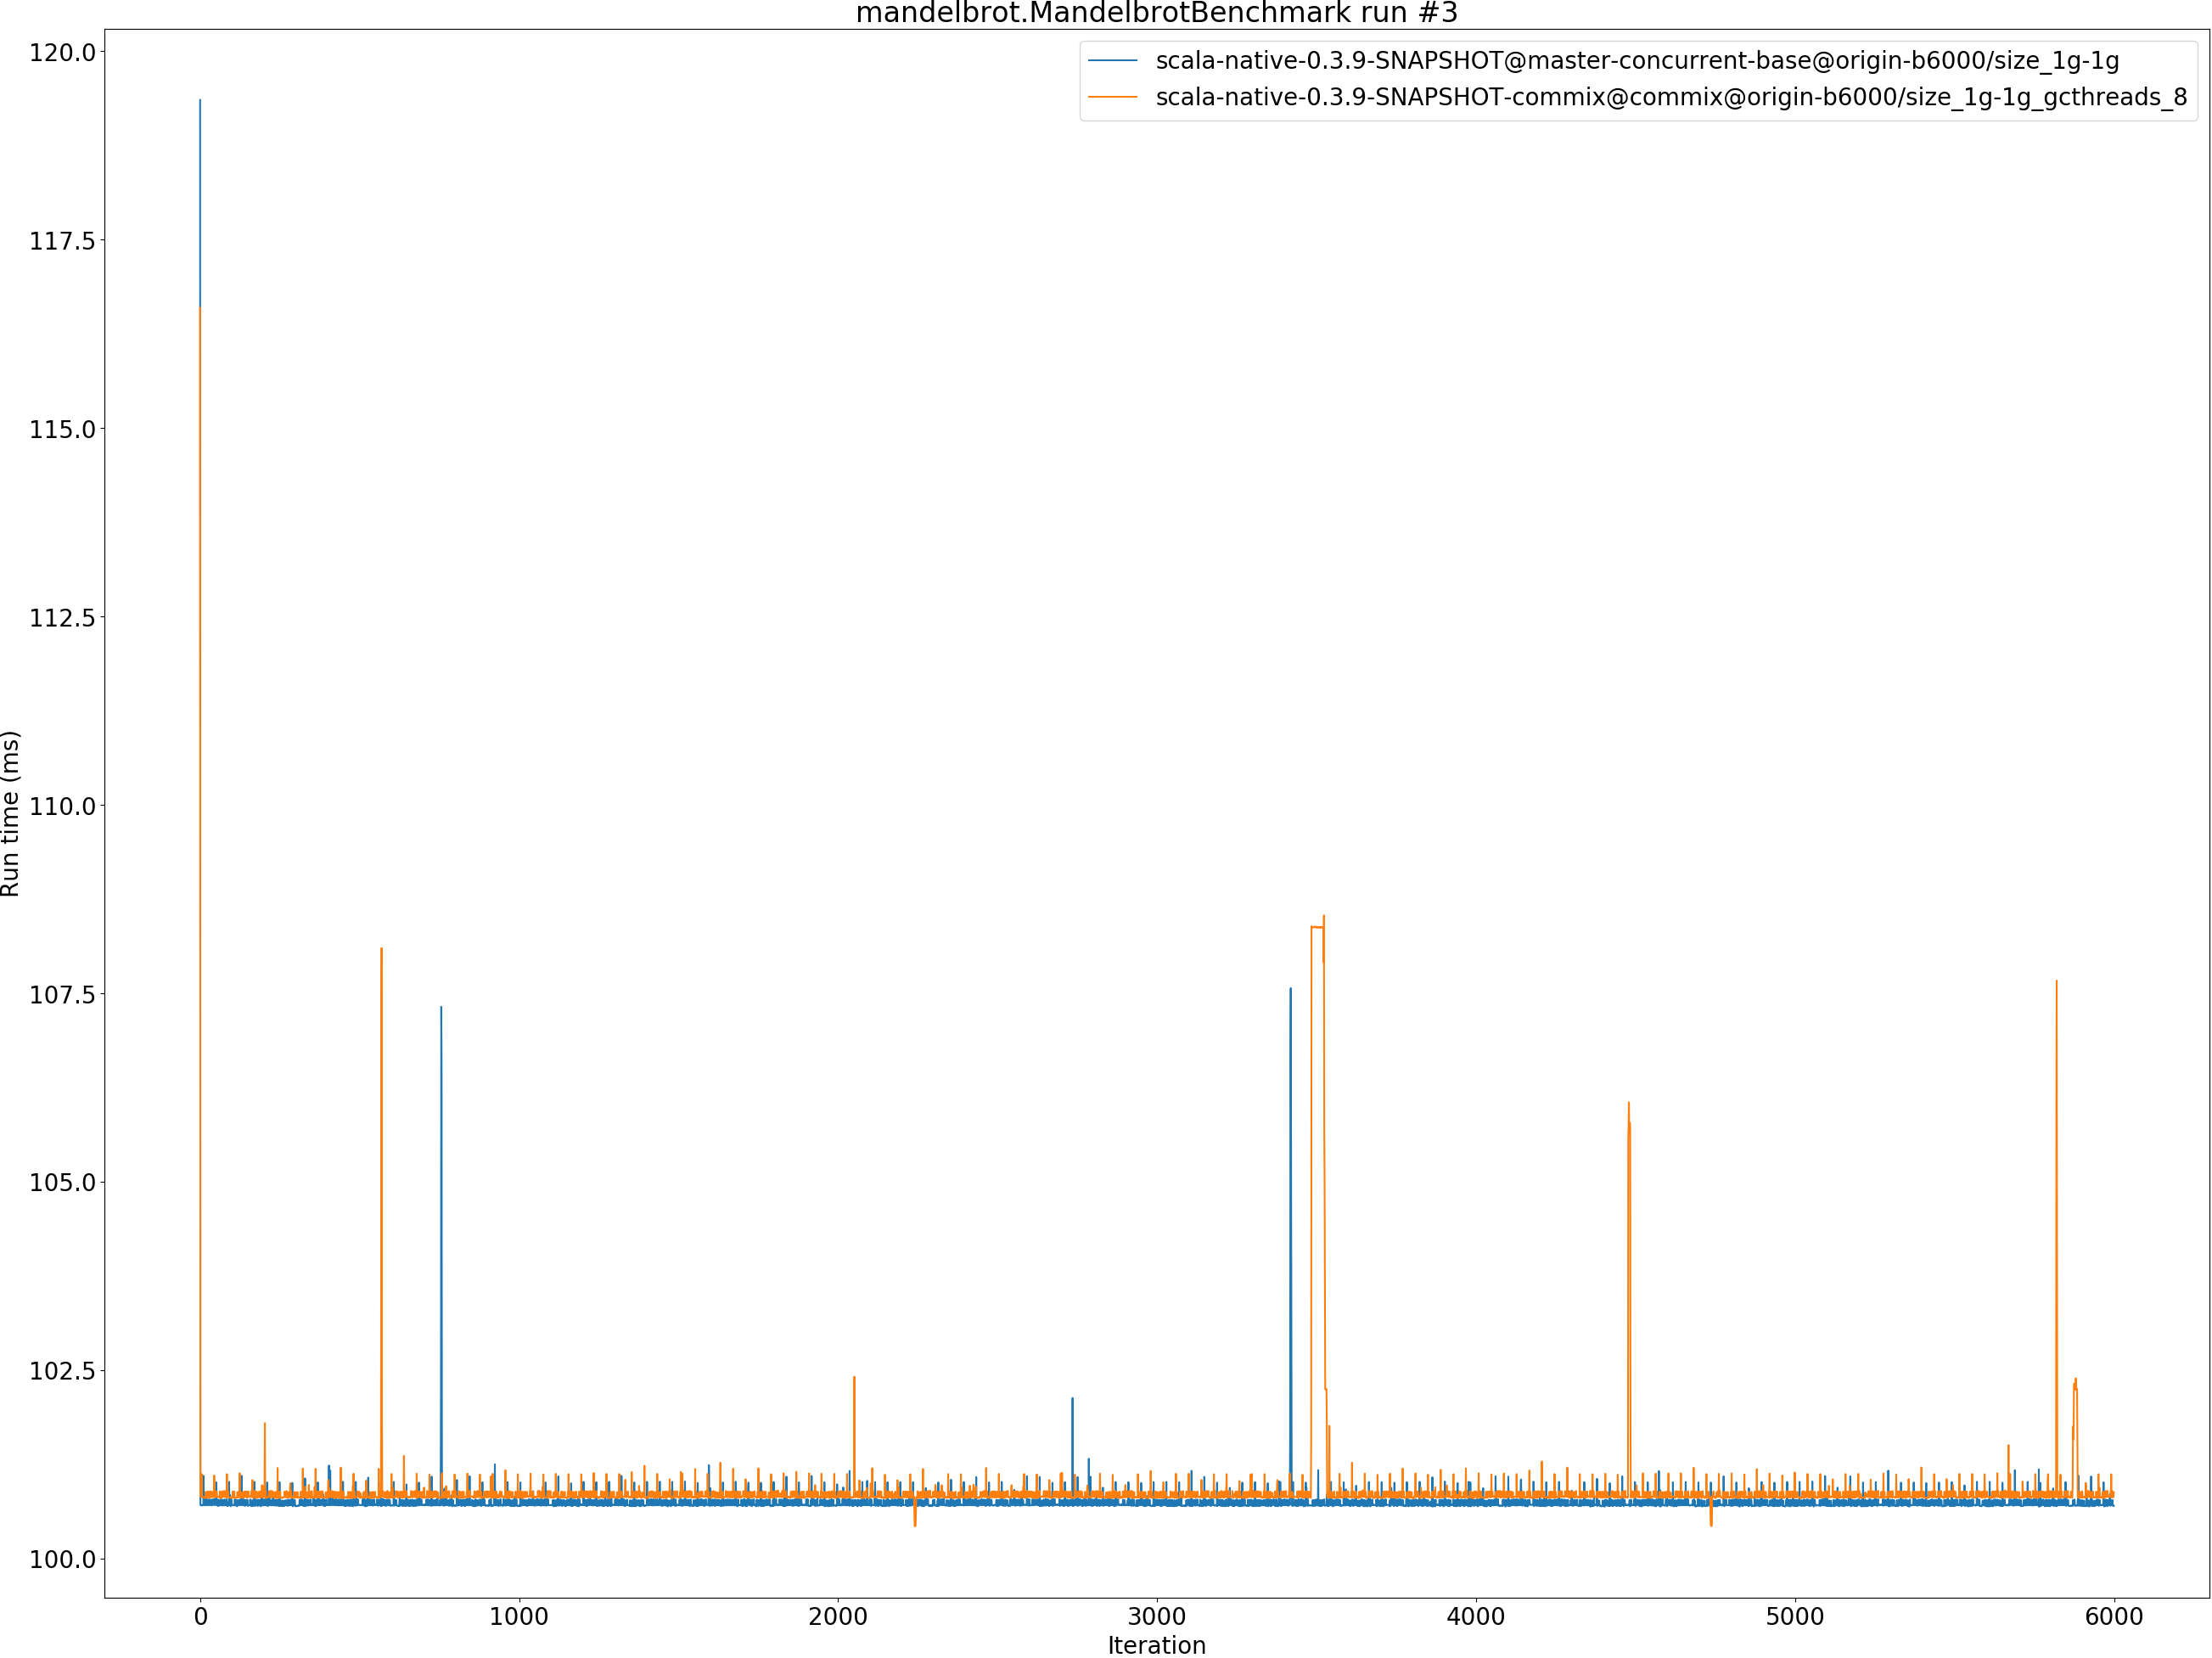 mandelbrot.MandelbrotBenchmark run #3
scala-native-0.3.9-SNAPSHOT@master-concurrent-base@origin-b6000/size_1g-1g
scala-native-0.3.9-SNAPSHOT-commix@commix@origin-b6000/size_1g-1g_gcthreads_8
Run time (ms)
120.0
117.5
115.0
112.5
110.0
107.5
105.0
102.5
100.0
0 1000 2000 3000 4000 5000 6000
Iteration